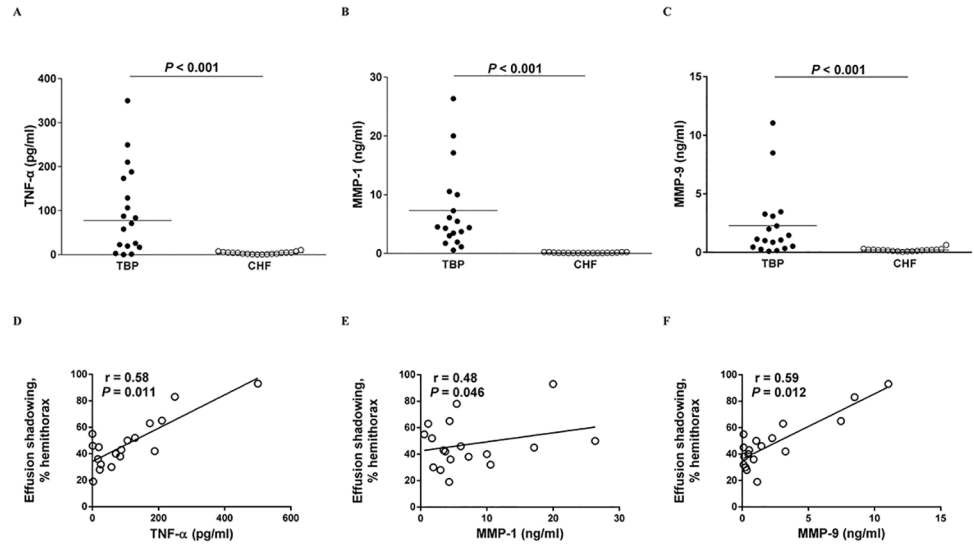 A
B
C
P < 0.001
P < 0.001
P < 0.001
TNF-α (pg/ml)
400
300
200
100
0
TBP
CHF
MMP-1 (ng/ml)
30
20
10
0
TBP
CHF
MMP-9 (ng/ml)
15
10
5
0
TBP
CHF
D
E
F
Effusion shadowing,
% hemithorax
100
80
60
40
20
0
r = 0.58
P = 0.011
0
200
400
600
TNF-α (pg/ml)
Effusion shadowing,
% hemithorax
100
80
60
40
20
0
r = 0.48
P = 0.046
0
10
20
30
MMP-1 (ng/ml)
Effusion shadowing,
% hemithorax
100
80
60
40
20
0
r = 0.59
P = 0.012
0
5
10
15
MMP-9 (ng/ml)